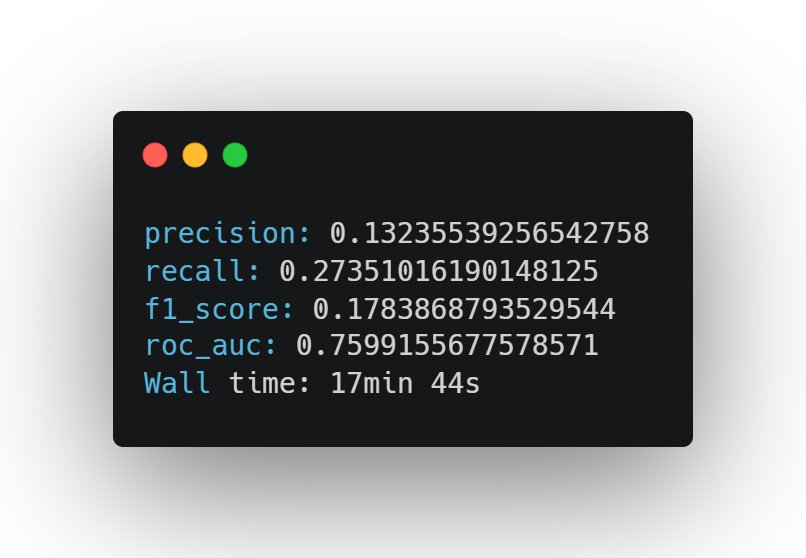 precision: 0.13235539256542758
recall: 0.27351016190148125
f1_score: 0.1783868793529544
roc_auc: 0.7599155677578571
Wall time: 17min 44s